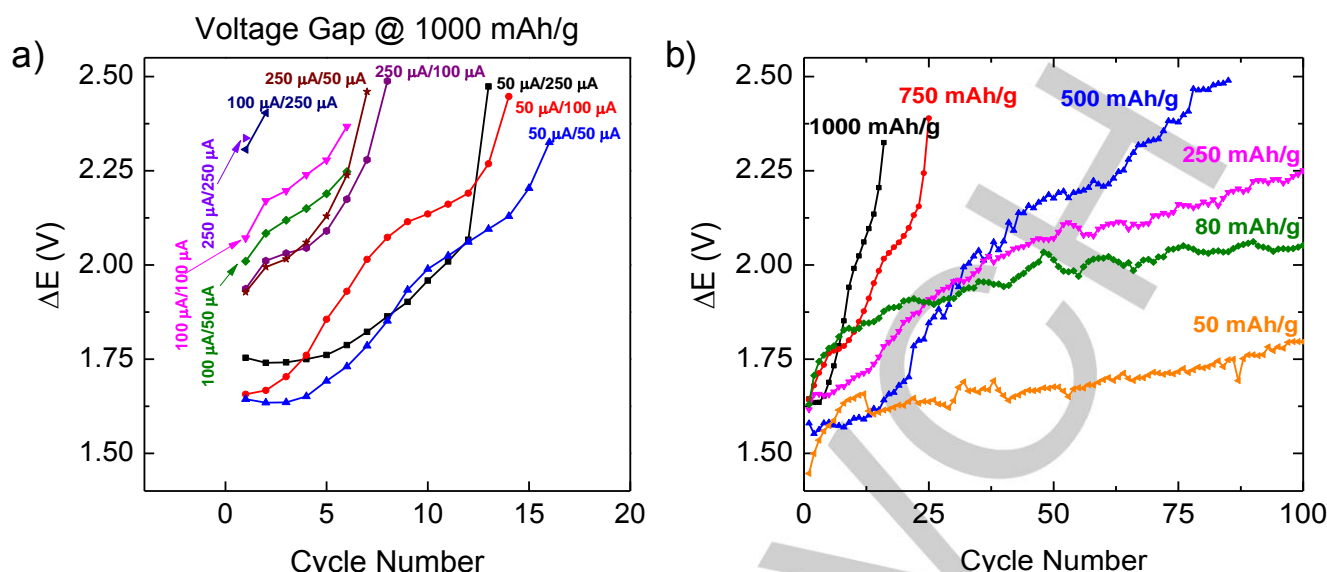 Voltage Gap @ 1000 mAh/g
a)
2.50
2.25
2.00
1.75
1.50
ΔE (V)
0
5
10
15
20
Cycle Number
100 µA/250 µA
250 µA/50 µA
250 µA/100 µA
50 µA/250 µA
50 µA/100 µA
50 µA/50 µA
250 µA/250 µA
100 µA/100 µA
100 µA/50 µA
b)
2.50
2.25
2.00
1.75
1.50
ΔE (V)
0
25
50
75
100
Cycle Number
1000 mAh/g
750 mAh/g
500 mAh/g
250 mAh/g
80 mAh/g
50 mAh/g
VCH